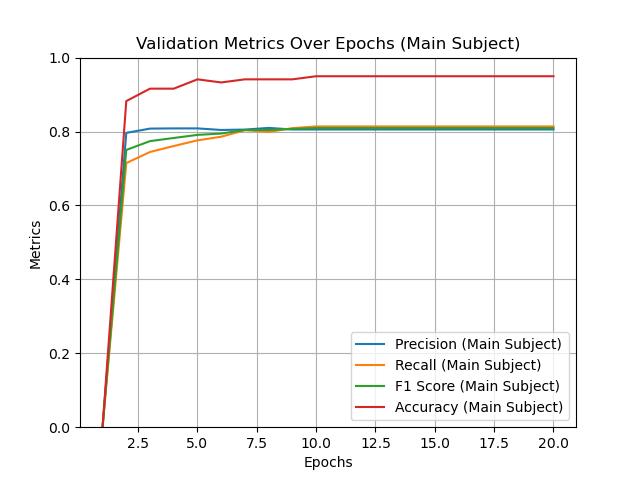 Validation Metrics Over Epochs (Main Subject)
1.0
0.8
0.6
0.4
0.2
0.0
Metrics
2.5 5.0 7.5 10.0 12.5 15.0 17.5 20.0
Epochs
Precision (Main Subject)
Recall (Main Subject)
F1 Score (Main Subject)
Accuracy (Main Subject)